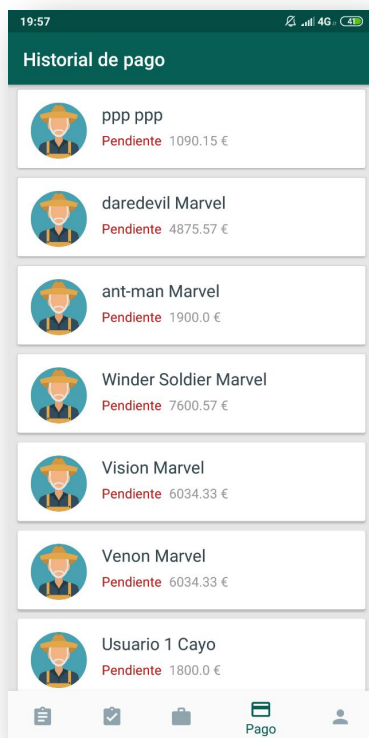 19:57 4G 41
Historial de pago
ppp ppp
Pendiente 1090.15 €
daredevil Marvel
Pendiente 4875.57 €
ant-man Marvel
Pendiente 1900.0 €
Winder Soldier Marvel
Pendiente 7600.57 €
Vision Marvel
Pendiente 6034.33 €
Venon Marvel
Pendiente 6034.33 €
Usuario 1 Cayo
Pendiente 1800.0 €
Pago